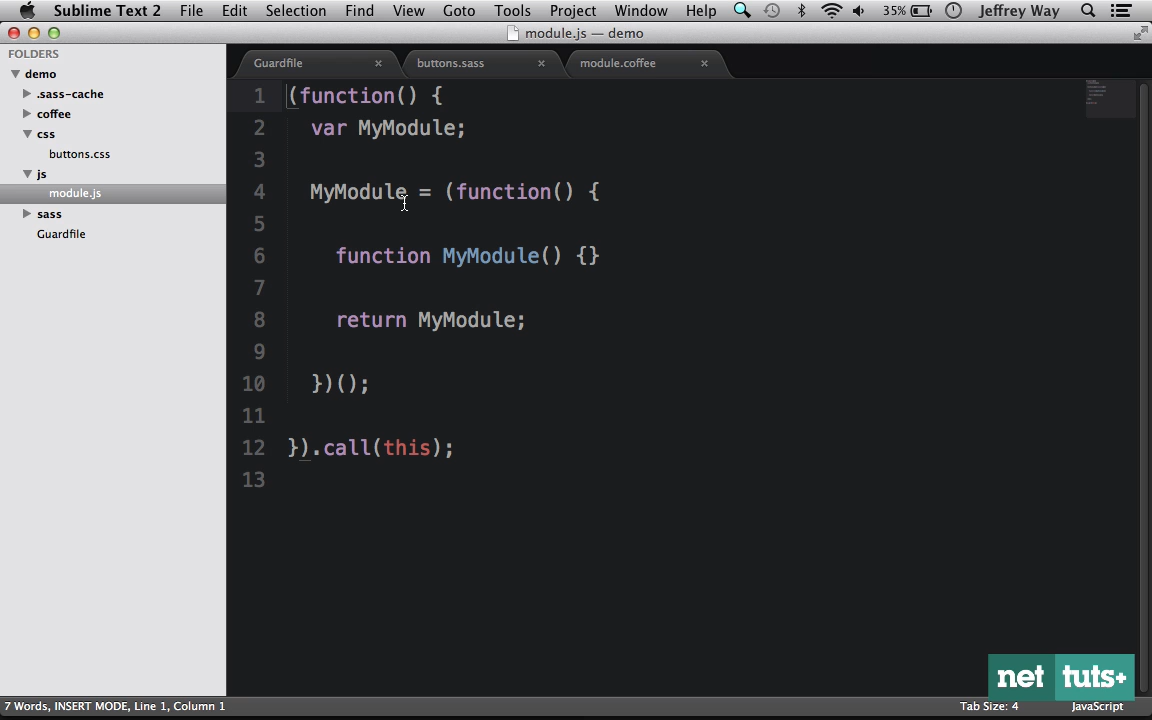 Sublime Text 2 File Edit Selection Find View Goto Tools Project Window Help 35% Jeffrey Way
module.js — demo
FOLDERS
demo
.sass-cache
coffee
css
buttons.css
js
module.js
sass
Guardfile
Guardfile × buttons.sass × module.coffee ×
1 (function() {
2 var MyModule;
3
4 MyModule = (function() {
5
6 function MyModule() {}
7
8 return MyModule;
9
10 })();
11
12 }).call(this);
13
net tuts+
7 Words, INSERT MODE, Line 1, Column 1 Tab Size: 4 JavaScript